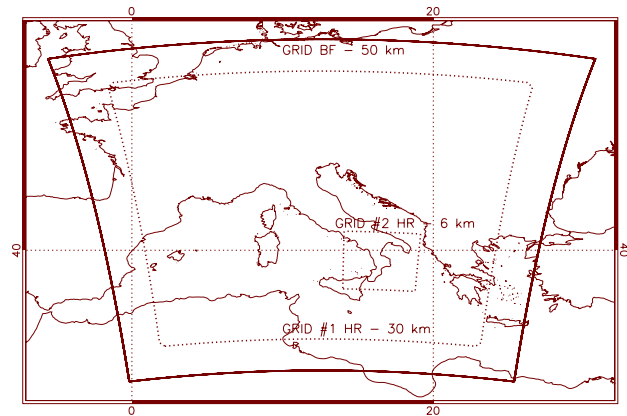 0 20
GRID BF - 50 km
GRID #2 HR - 6 km
40 40
GRID #1 HR - 30 km
0 20